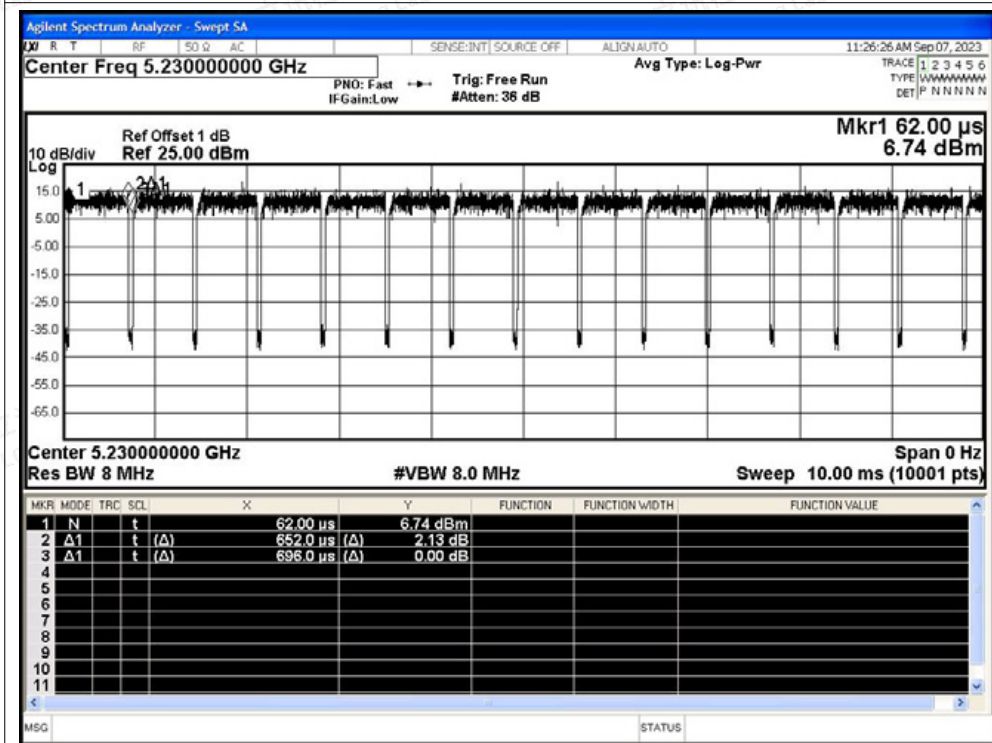 Agilent Spectrum Analyzer - Swept SA
LXI R T RF 50 Ω AC SENSE:INT SOURCE OFF ALIGN AUTO 11:26:26 AM Sep 07, 2023
Center Freq 5.230000000 GHz Avg Type: Log-Pwr TRACE 1 2 3 4 5 6
PNO: Fast Trig: Free Run TYPE WWWWWW
IFGain:Low #Atten: 36 dB DET P N N N N N
Mkr1 62.00 µs
Ref Offset 1 dB
10 dB/div Ref 25.00 dBm 6.74 dBm
Log
15.0 1 2Δ1
5.00
-5.00
-15.0
-25.0
-35.0
-45.0
-55.0
-65.0
Center 5.230000000 GHz Span 0 Hz
Res BW 8 MHz #VBW 8.0 MHz Sweep 10.00 ms (10001 pts)
MKR MODE TRC SCL X Y FUNCTION FUNCTION WIDTH FUNCTION VALUE
1 N t 62.00 µs 6.74 dBm
2 Δ1 t (Δ) 652.0 µs (Δ) 2.13 dB
3 Δ1 t (Δ) 696.0 µs (Δ) 0.00 dB
4
5
6
7
8
9
10
11
MSG STATUS